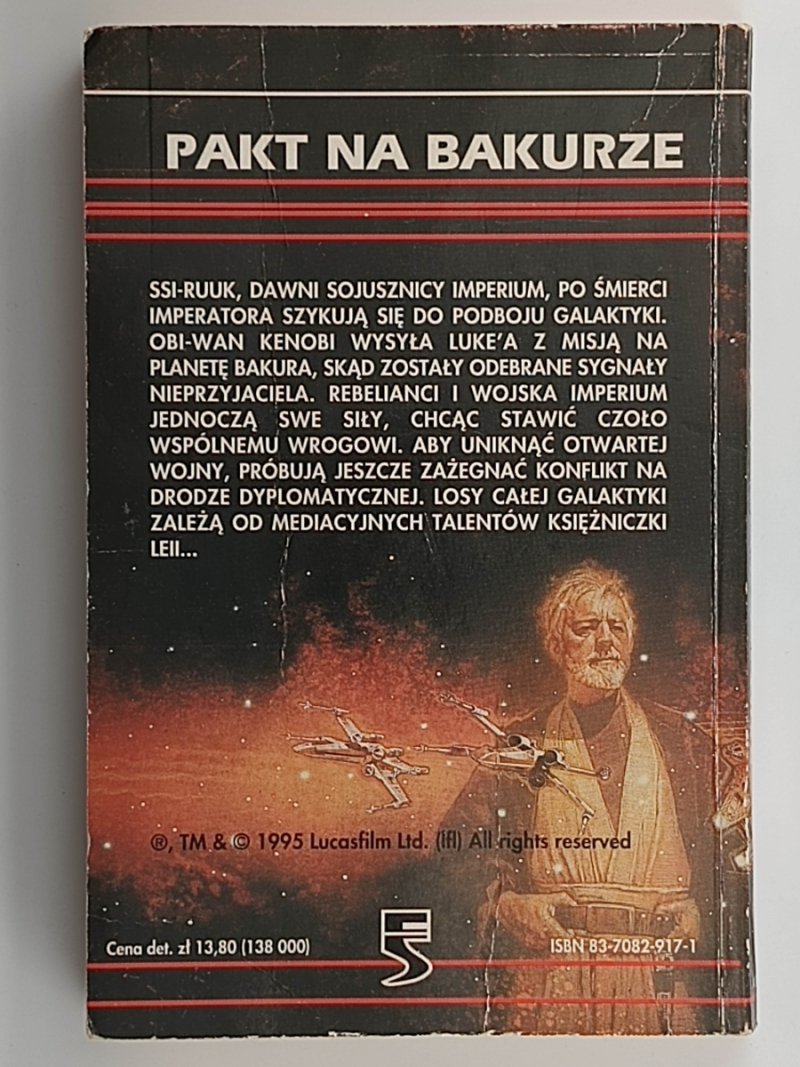 PAKT NA BAKURZE
SSI-RUUK, DAWNI SOJUSZNICY IMPERIUM, PO ŚMIERCI
IMPERATORA SZYKUJĄ SIĘ DO PODBOJU GALAKTYKI.
OBI-WAN KENOBI WYSYŁA LUKE'A Z MISJĄ NA
PLANETĘ BAKURA, SKĄD ZOSTAŁY ODEBRANE SYGNAŁY
NIEPRZYJACIELA. REBELIANCI I WOJSKA IMPERIUM
JEDNOCZĄ SWE SIŁY, CHCĄC STAWIĆ CZOŁO
WSPÓLNEMU WROGOWI. ABY UNIKNĄĆ OTWARTEJ
WOJNY, PRÓBUJĄ JESZCZE ZAŻEGNAĆ KONFLIKT NA
DRODZE DYPLOMATYCZNEJ. LOSY CAŁEJ GALAKTYKI
ZALEŻĄ OD MEDIACYJNYCH TALENTÓW KSIĘŻNICZKI
LEII...
®, TM & © 1995 Lucasfilm Ltd. (lfl) All rights reserved
Cena det. zł 13,80 (138 000)
ISBN 83-7082-917-1